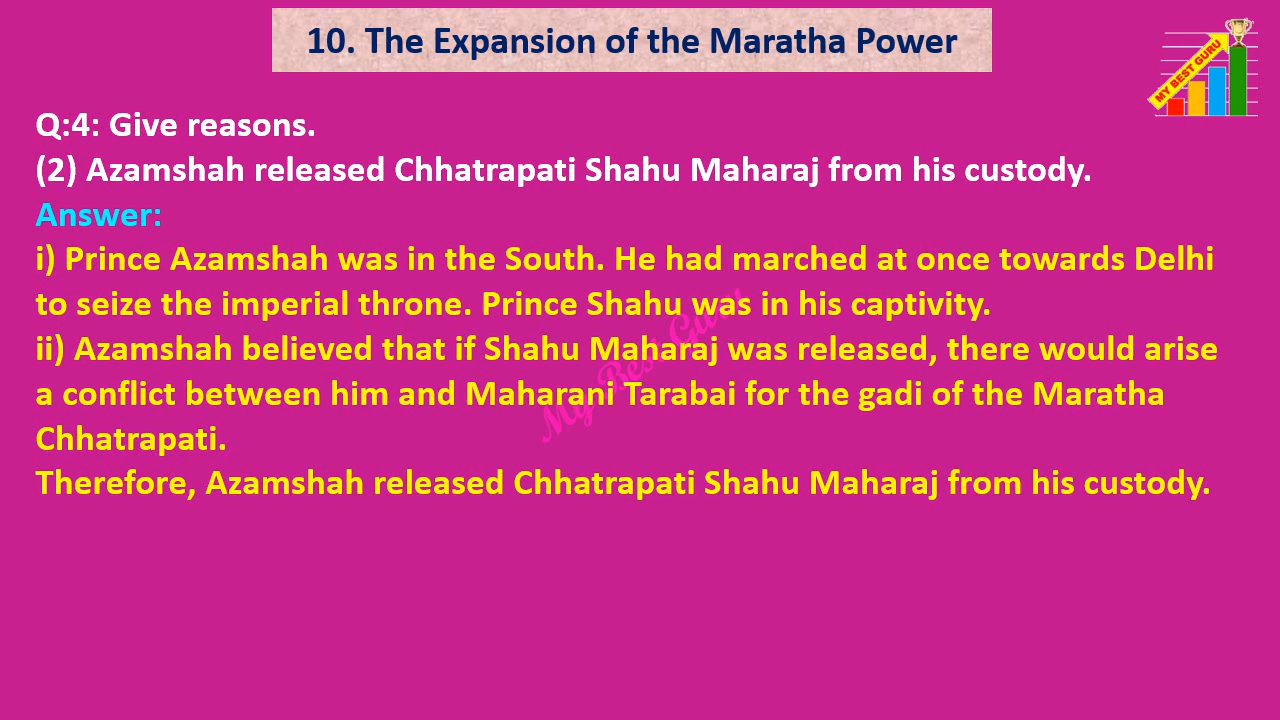 10. The Expansion of the Maratha Power
MY BEST GURU
Q:4: Give reasons.
(2) Azamshah released Chhatrapati Shahu Maharaj from his custody.
Answer:
i) Prince Azamshah was in the South. He had marched at once towards Delhi
to seize the imperial throne. Prince Shahu was in his captivity.
ii) Azamshah believed that if Shahu Maharaj was released, there would arise
a conflict between him and Maharani Tarabai for the gadi of the Maratha
Chhatrapati.
Therefore, Azamshah released Chhatrapati Shahu Maharaj from his custody.
My Best Guru